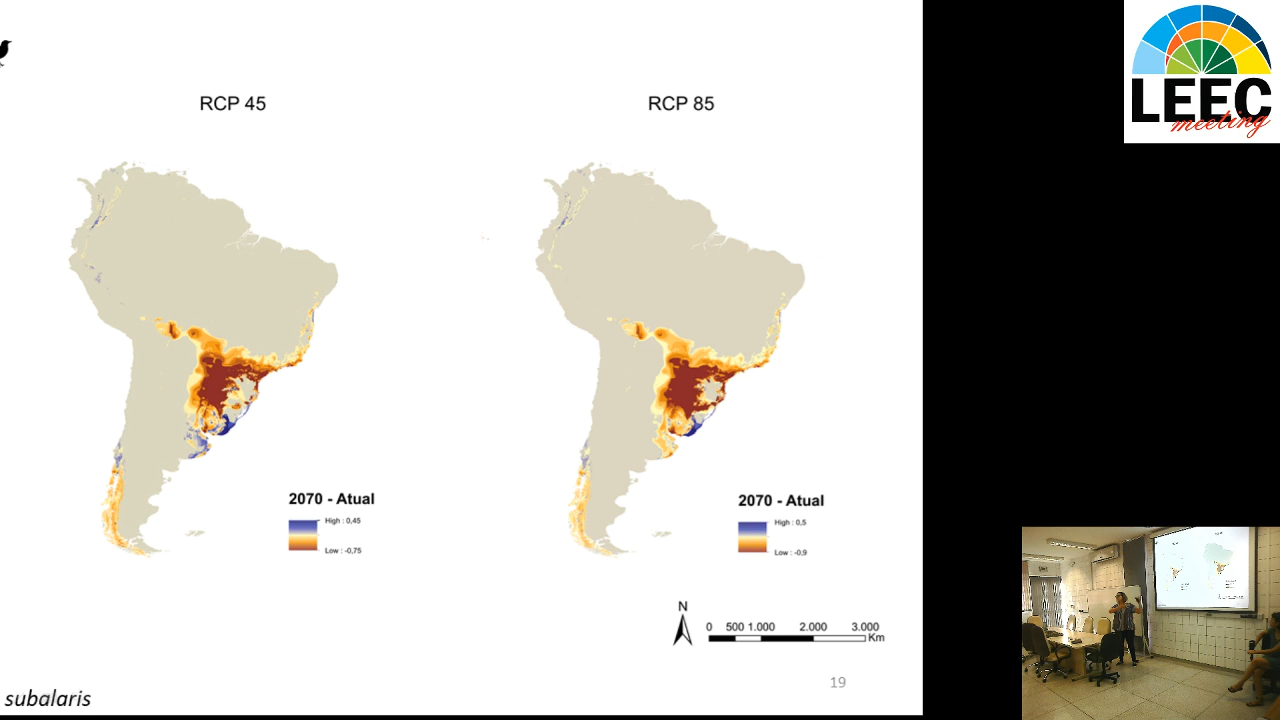 RCP 45
RCP 85
LEEC
meeting
2070 - Atual
High : 0,45
Low : -0,75
2070 - Atual
High : 0,5
Low : -0,9
N
0 500 1.000 2.000 3.000
Km
19
subalaris